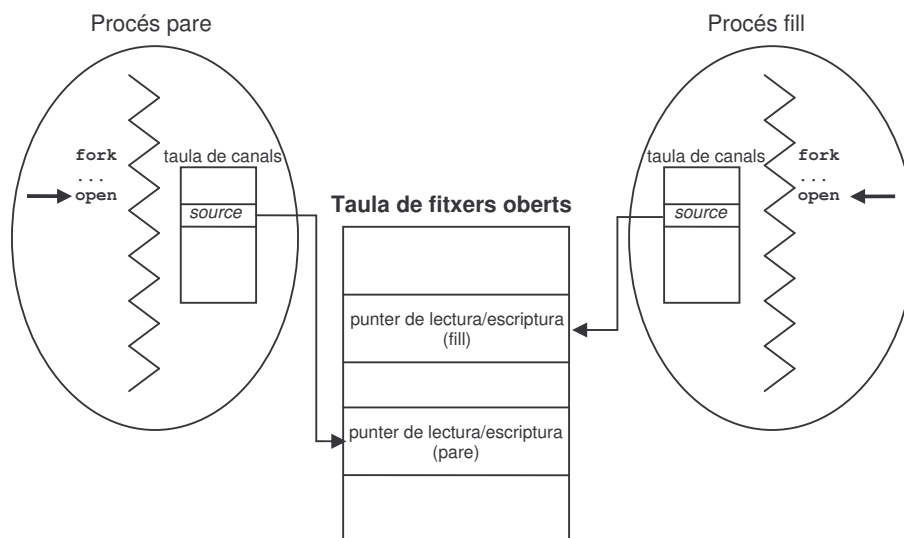 Procés pare
Procés fill
fork
...
open
taula de canals
source
taula de canals
source
fork
...
open
Taula de fitxers oberts
punter de lectura/escriptura
(fill)
punter de lectura/escriptura
(pare)